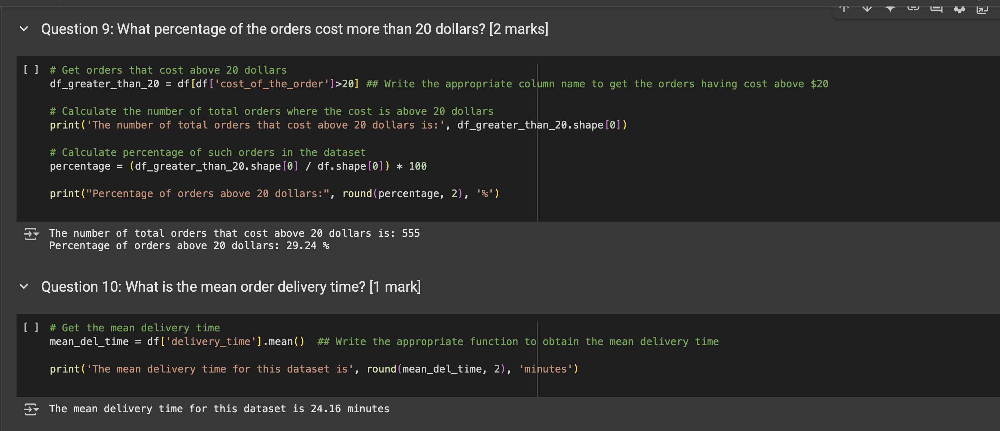 Question 9: What percentage of the orders cost more than 20 dollars? [2 marks]
[ ] # Get orders that cost above 20 dollars
df_greater_than_20 = df[df['cost_of_the_order']>20] ## Write the appropriate column name to get the orders having cost above $20
# Calculate the number of total orders where the cost is above 20 dollars
print('The number of total orders that cost above 20 dollars is:', df_greater_than_20.shape[0])
# Calculate percentage of such orders in the dataset
percentage = (df_greater_than_20.shape[0] / df.shape[0]) * 100
print("Percentage of orders above 20 dollars:", round(percentage, 2), '%')
The number of total orders that cost above 20 dollars is: 555
Percentage of orders above 20 dollars: 29.24 %
Question 10: What is the mean order delivery time? [1 mark]
[ ] # Get the mean delivery time
mean_del_time = df['delivery_time'].mean()  ## Write the appropriate function to obtain the mean delivery time
print('The mean delivery time for this dataset is', round(mean_del_time, 2), 'minutes')
The mean delivery time for this dataset is 24.16 minutes